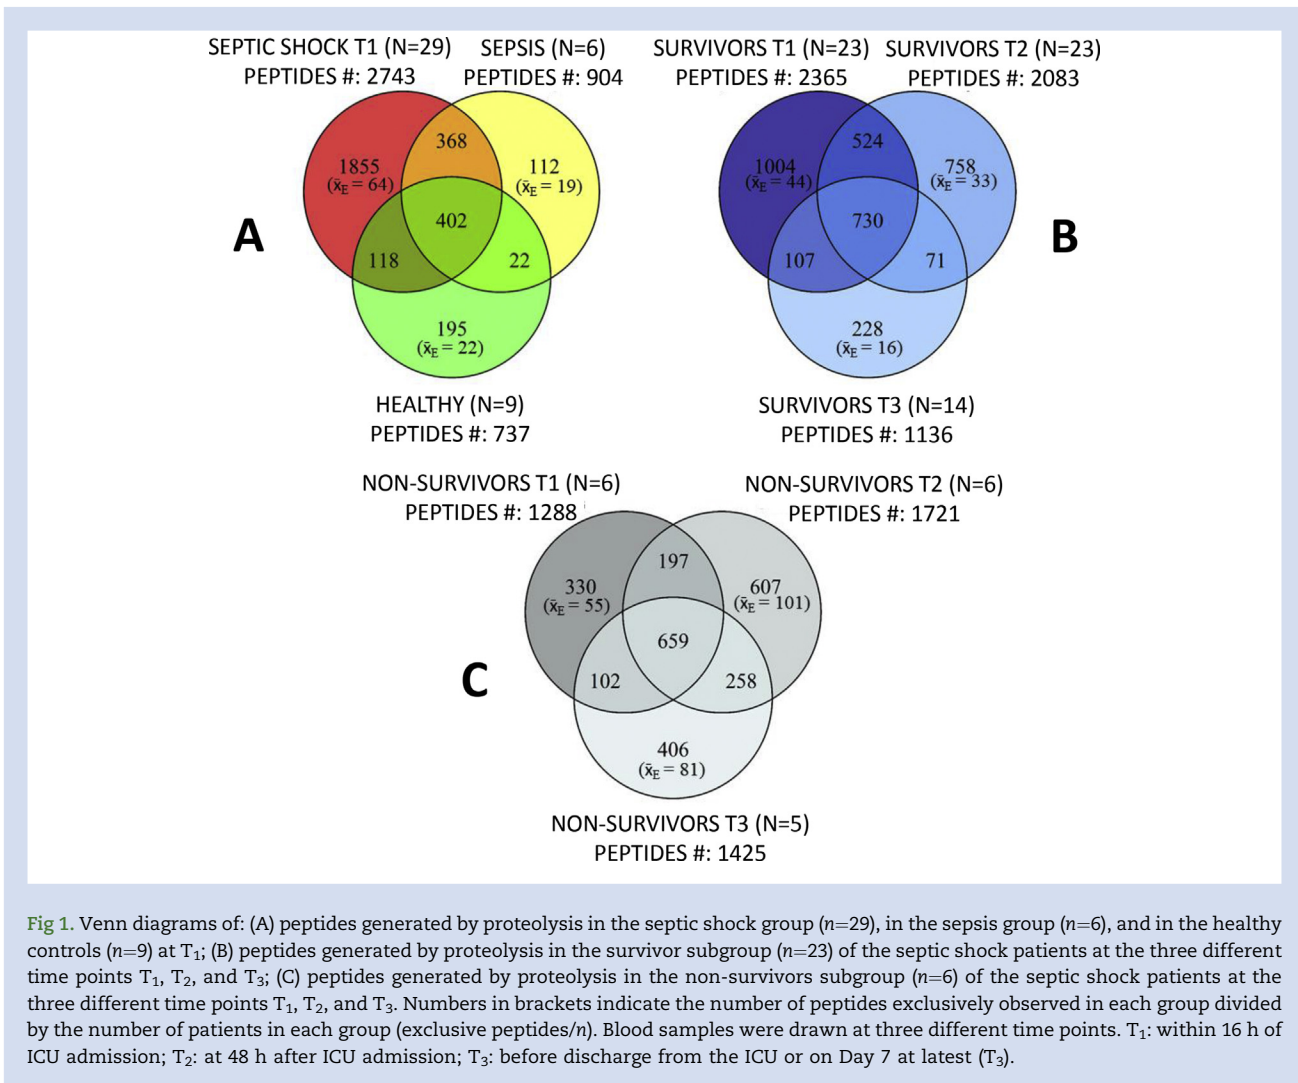 SEPTIC SHOCK T1 (N=29)
PEPTIDES #: 2743
SEPSIS (N=6)
PEPTIDES #: 904
1855
(x̄E = 64)
368
112
(x̄E = 19)
402
118
22
195
(x̄E = 22)
A
HEALTHY (N=9)
PEPTIDES #: 737
SURVIVORS T1 (N=23)
PEPTIDES #: 2365
SURVIVORS T2 (N=23)
PEPTIDES #: 2083
1004
(x̄E = 44)
524
758
(x̄E = 33)
730
107
71
228
(x̄E = 16)
B
SURVIVORS T3 (N=14)
PEPTIDES #: 1136
NON-SURVIVORS T1 (N=6)
PEPTIDES #: 1288
NON-SURVIVORS T2 (N=6)
PEPTIDES #: 1721
330
(x̄E = 55)
197
607
(x̄E = 101)
659
102
258
406
(x̄E = 81)
C
NON-SURVIVORS T3 (N=5)
PEPTIDES #: 1425
Fig 1. Venn diagrams of: (A) peptides generated by proteolysis in the septic shock group (n=29), in the sepsis group (n=6), and in the healthy
controls (n=9) at T₁; (B) peptides generated by proteolysis in the survivor subgroup (n=23) of the septic shock patients at the three different
time points T₁, T₂, and T₃; (C) peptides generated by proteolysis in the non-survivors subgroup (n=6) of the septic shock patients at the
three different time points T₁, T₂, and T₃. Numbers in brackets indicate the number of peptides exclusively observed in each group divided
by the number of patients in each group (exclusive peptides/n). Blood samples were drawn at three different time points. T₁: within 16 h of
ICU admission; T₂: at 48 h after ICU admission; T₃: before discharge from the ICU or on Day 7 at latest (T₃).